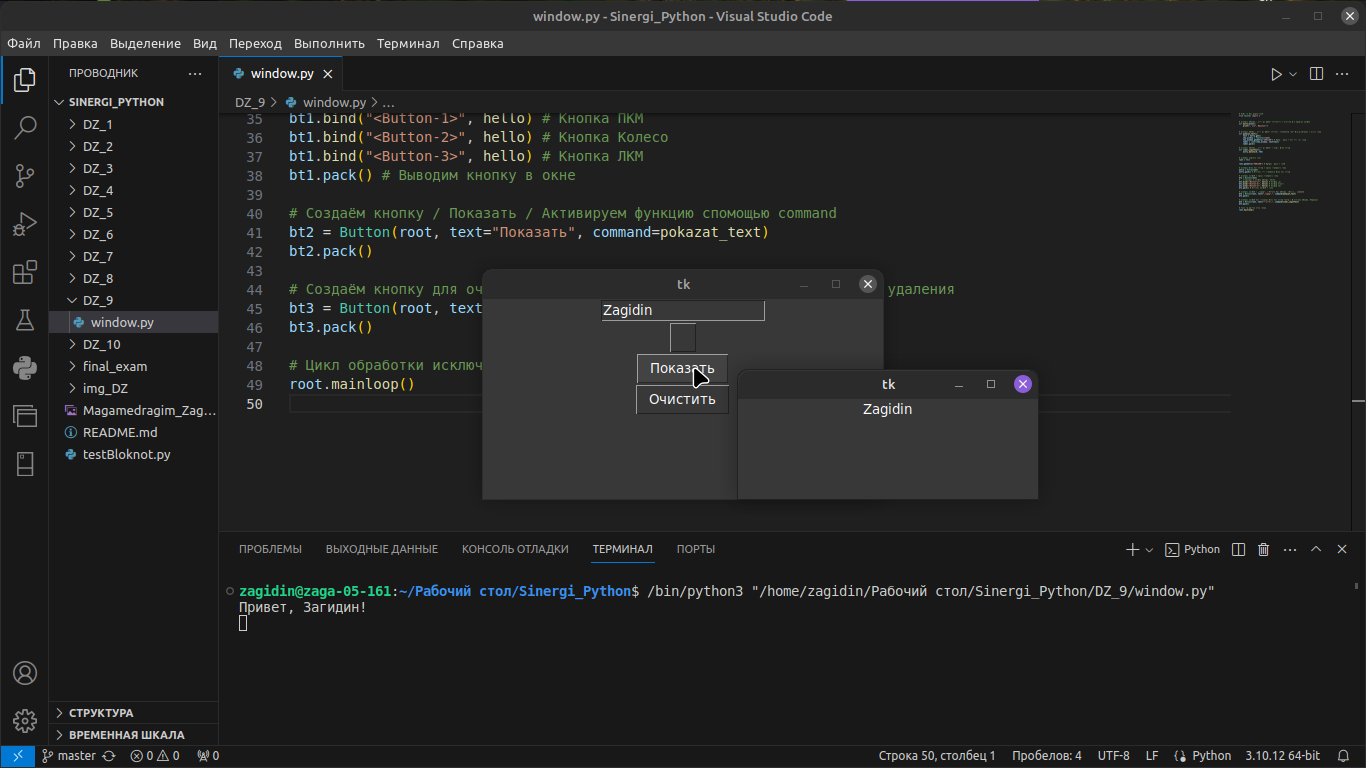 window.py - Sinergi_Python - Visual Studio Code
Файл Правка Выделение Вид Переход Выполнить Терминал Справка
ПРОВОДНИК
SINERGI_PYTHON
DZ_1
DZ_2
DZ_3
DZ_4
DZ_5
DZ_6
DZ_7
DZ_8
DZ_9
window.py
DZ_10
final_exam
img_DZ
Magamedragim_Zag...
README.md
testBloknot.py
СТРУКТУРА
ВРЕМЕННАЯ ШКАЛА
window.py
DZ_9 > window.py > ...
35 bt1.bind("<Button-1>", hello) # Кнопка ПКМ
36 bt1.bind("<Button-2>", hello) # Кнопка Колесо
37 bt1.bind("<Button-3>", hello) # Кнопка ЛКМ
38 bt1.pack() # Выводим кнопку в окне
39
40 # Создаём кнопку / Показать / Активируем функцию спомощью command
41 bt2 = Button(root, text="Показать", command=pokazat_text)
42 bt2.pack()
43
44 # Создаём кнопку для оч удаления
45 bt3 = Button(root, text
46 bt3.pack()
47
48 # Цикл обработки исключ
49 root.mainloop()
50
tk
Zagidin
Показать
Очистить
tk
Zagidin
ПРОБЛЕМЫ ВЫХОДНЫЕ ДАННЫЕ КОНСОЛЬ ОТЛАДКИ ТЕРМИНАЛ ПОРТЫ
Python
zagidin@zaga-05-161:~/Рабочий стол/Sinergi_Python$ /bin/python3 "/home/zagidin/Рабочий стол/Sinergi_Python/DZ_9/window.py"
Привет, Загидин!
master 0 0 0 Строка 50, столбец 1 Пробелов: 4 UTF-8 LF Python 3.10.12 64-bit